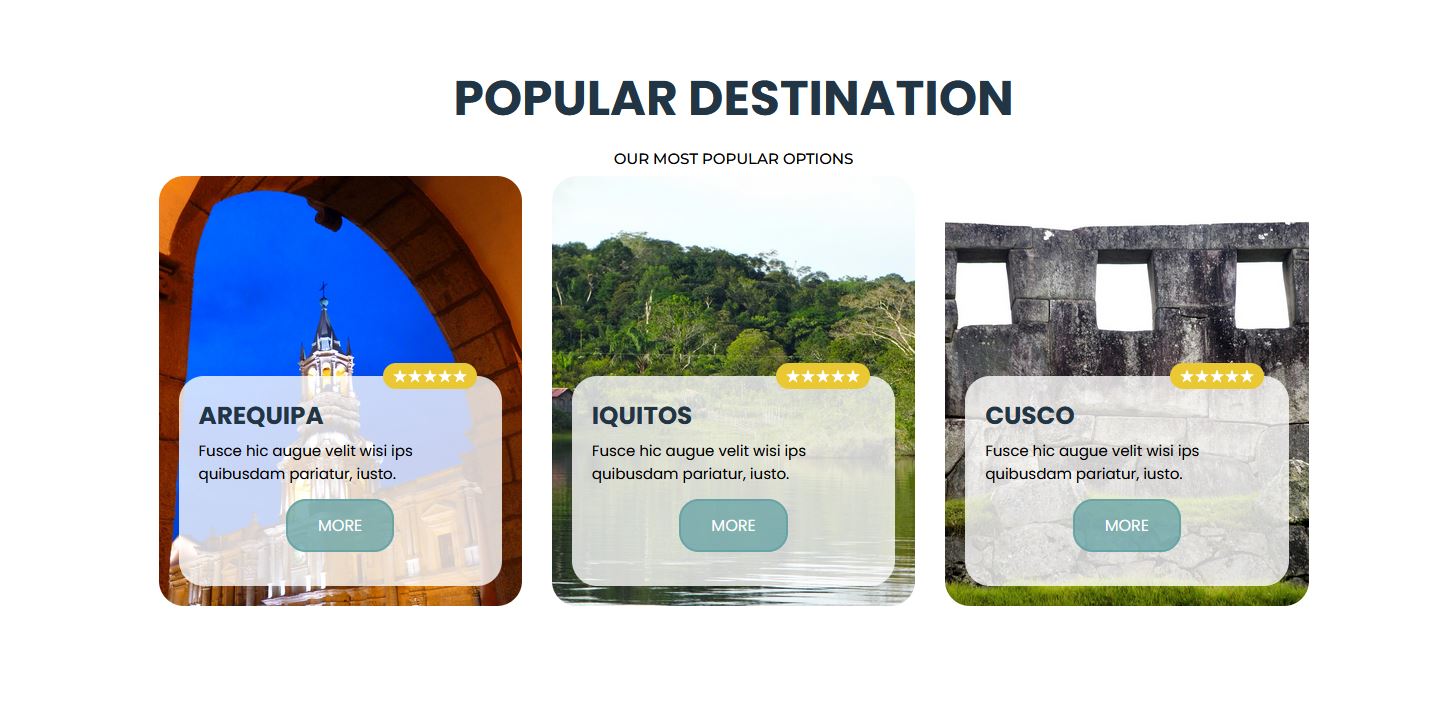 POPULAR DESTINATION
OUR MOST POPULAR OPTIONS
AREQUIPA
Fusce hic augue velit wisi ips
quibusdam pariatur, iusto.
MORE
IQUITOS
Fusce hic augue velit wisi ips
quibusdam pariatur, iusto.
MORE
CUSCO
Fusce hic augue velit wisi ips
quibusdam pariatur, iusto.
MORE